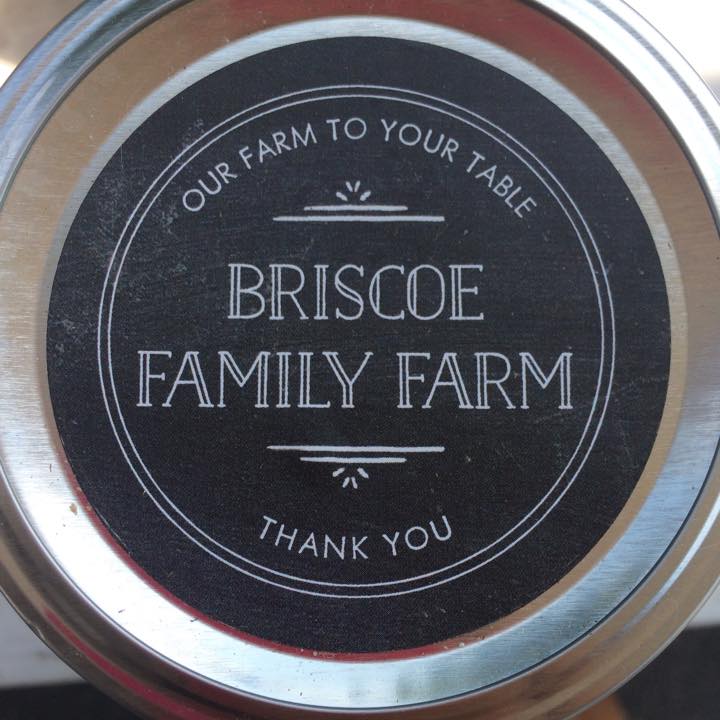 OUR FARM TO YOUR TABLE
BRISCOE
FAMILY FARM
THANK YOU